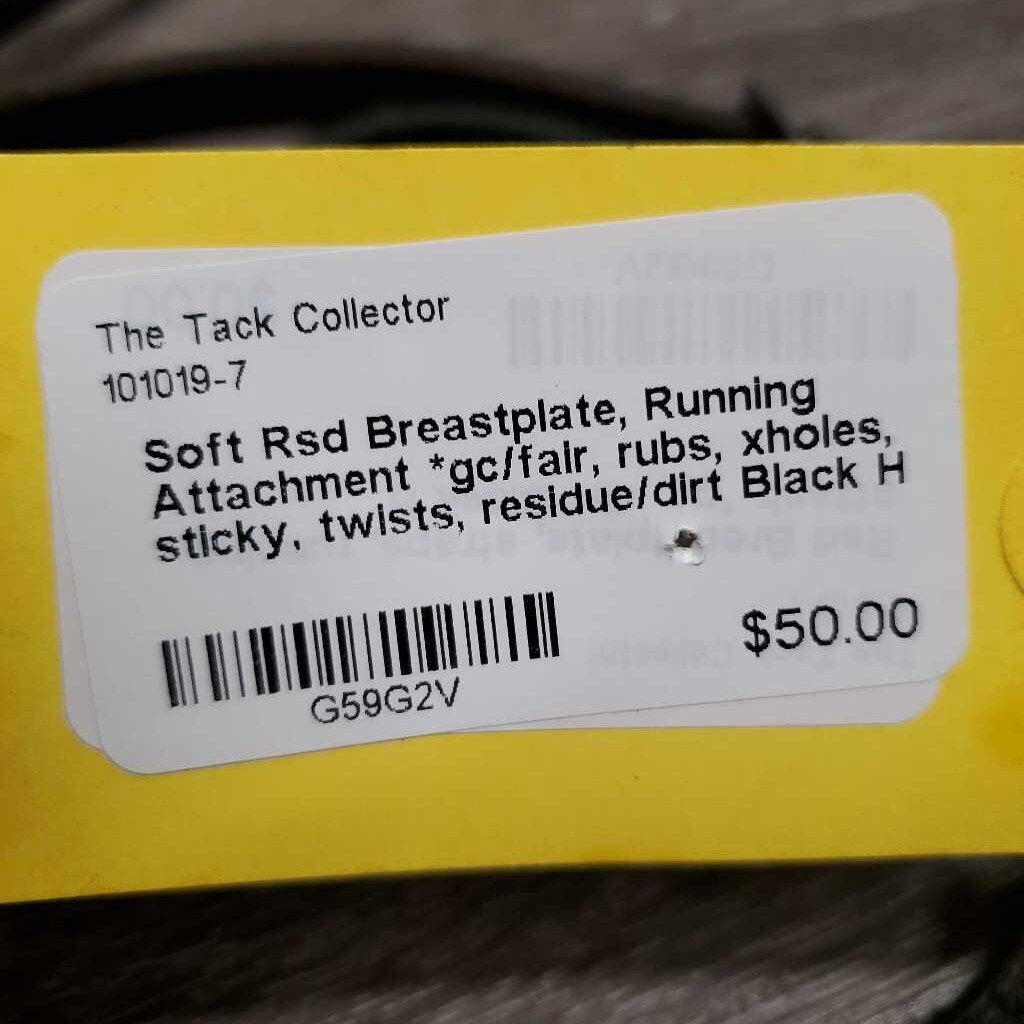 The Tack Collector
101019-7
Soft Rsd Breastplate, Running
Attachment *gc/fair, rubs, xholes,
sticky, twists, residue/dirt Black H
G59G2V
$50.00